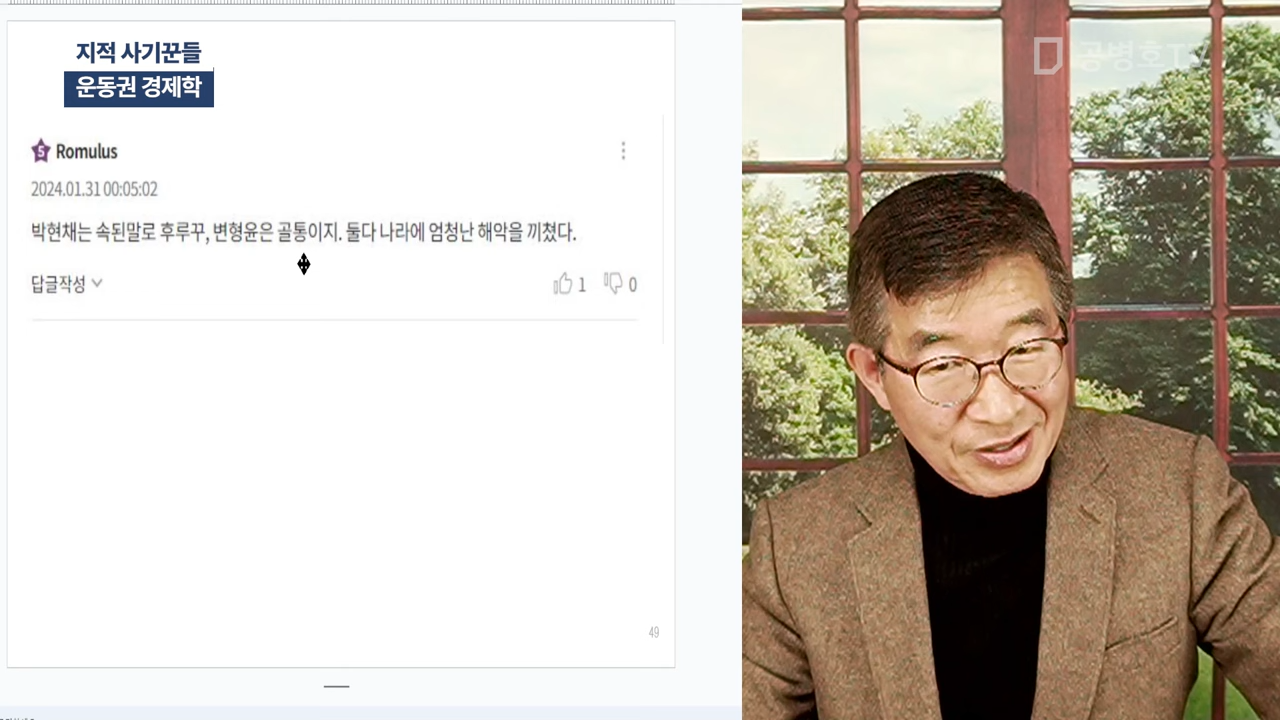 지적 사기꾼들
운동권 경제학
공병호TV
S Romulus
2024.01.31 00:05:02
박현채는 속된말로 후루꾸, 변형윤은 골통이지. 둘다 나라에 엄청난 해악을 끼쳤다.
답글작성
1 0
49